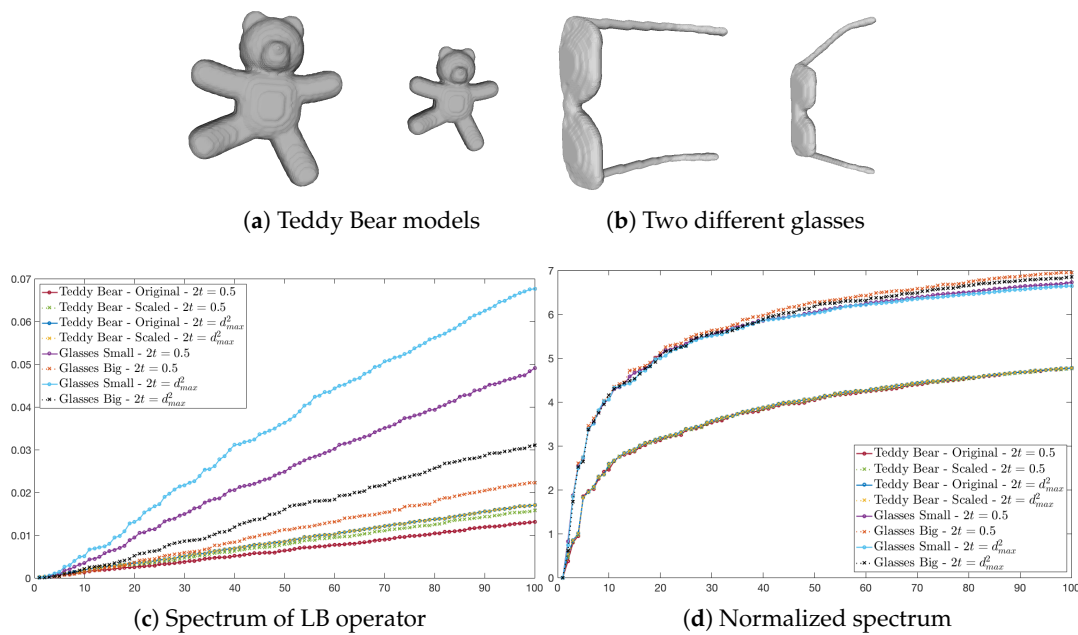 (a) Teddy Bear models
(b) Two different glasses
0.07
0.06
0.05
0.04
0.03
0.02
0.01
0
0 10 20 30 40 50 60 70 80 90 100
Teddy Bear - Original - 2t = 0.5
Teddy Bear - Scaled - 2t = 0.5
Teddy Bear - Original - 2t = d²max
Teddy Bear - Scaled - 2t = d²max
Glasses Small - 2t = 0.5
Glasses Big - 2t = 0.5
Glasses Small - 2t = d²max
Glasses Big - 2t = d²max
(c) Spectrum of LB operator
7
6
5
4
3
2
1
0
0 10 20 30 40 50 60 70 80 90 100
Teddy Bear - Original - 2t = 0.5
Teddy Bear - Scaled - 2t = 0.5
Teddy Bear - Original - 2t = d²max
Teddy Bear - Scaled - 2t = d²max
Glasses Small - 2t = 0.5
Glasses Big - 2t = 0.5
Glasses Small - 2t = d²max
Glasses Big - 2t = d²max
(d) Normalized spectrum